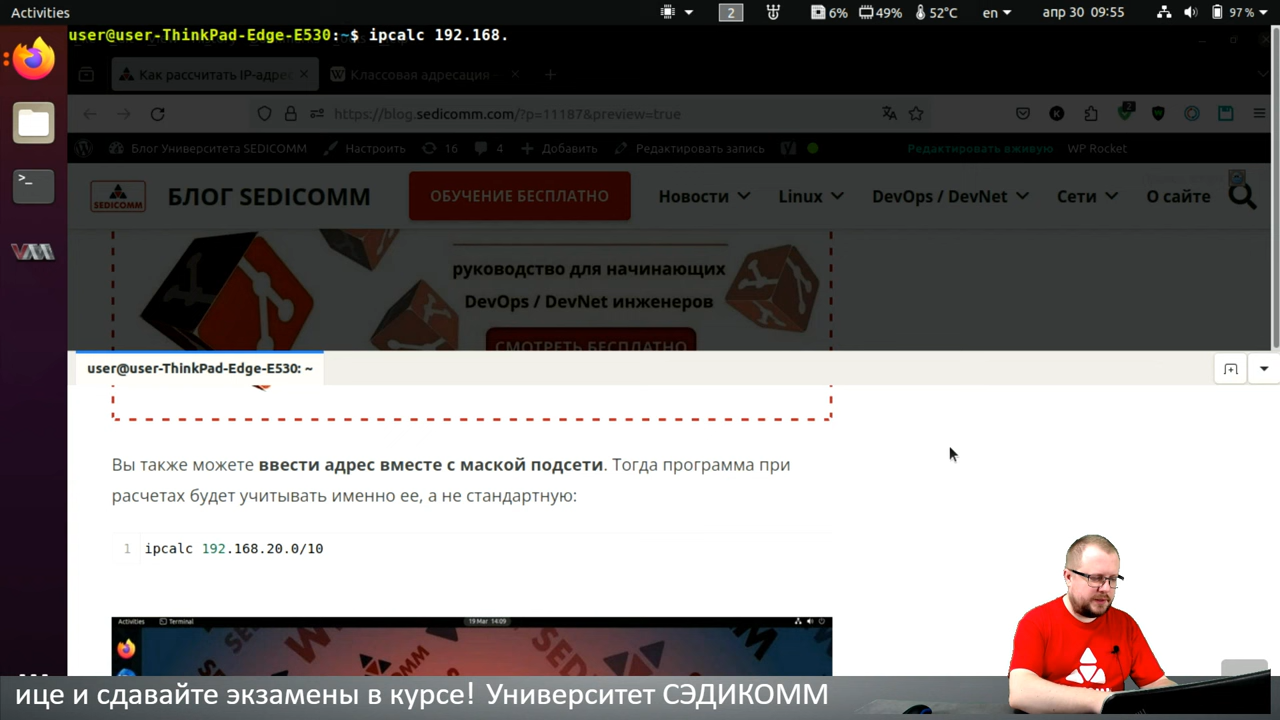 Activities
2
6%
49%
52°C
en
апр 30 09:55
97 %
user@user-ThinkPad-Edge-E530:~$ ipcalc 192.168.
Как рассчитать IP-адрес
Классовая адресация
https://blog.sedicomm.com/?p=11187&preview=true
Блог Университета SEDICOMM
Настроить
16
4
Добавить
Редактировать запись
Редактировать вживую
WP Rocket
SEDICOMM
БЛОГ SEDICOMM
ОБУЧЕНИЕ БЕСПЛАТНО
Новости
Linux
DevOps / DevNet
Сети
О сайте
руководство для начинающих
DevOps / DevNet инженеров
СМОТРЕТЬ БЕСПЛАТНО
user@user-ThinkPad-Edge-E530: ~
Вы также можете ввести адрес вместе с маской подсети. Тогда программа при
расчетах будет учитывать именно ее, а не стандартную:
1 ipcalc 192.168.20.0/10
Activities
Terminal
19 Mar 14:09
ице и сдавайте экзамены в курсе! Университет СЭДИКОММ